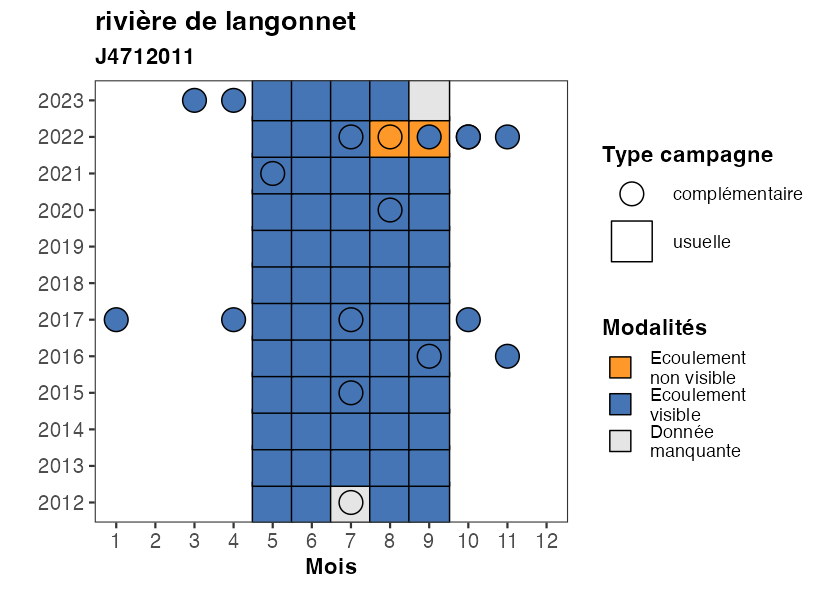 rivière de langonnet
J4712011
2023
2022
2021
2020
2019
2018
2017
2016
2015
2014
2013
2012
1 2 3 4 5 6 7 8 9 10 11 12
Mois
Type campagne
complémentaire
usuelle
Modalités
Ecoulement
non visible
Ecoulement
visible
Donnée
manquante